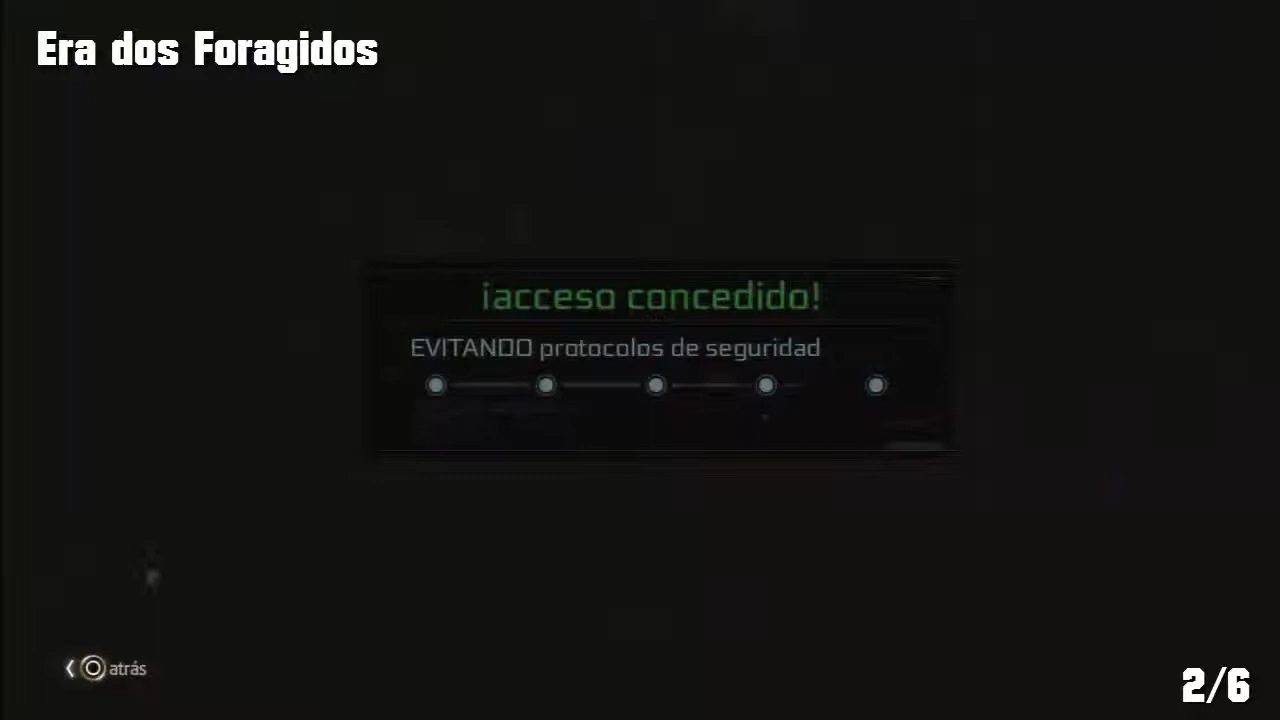 Era dos Foragidos
¡acceso concedido!
EVITANDO protocolos de seguridad
atrás
2/6